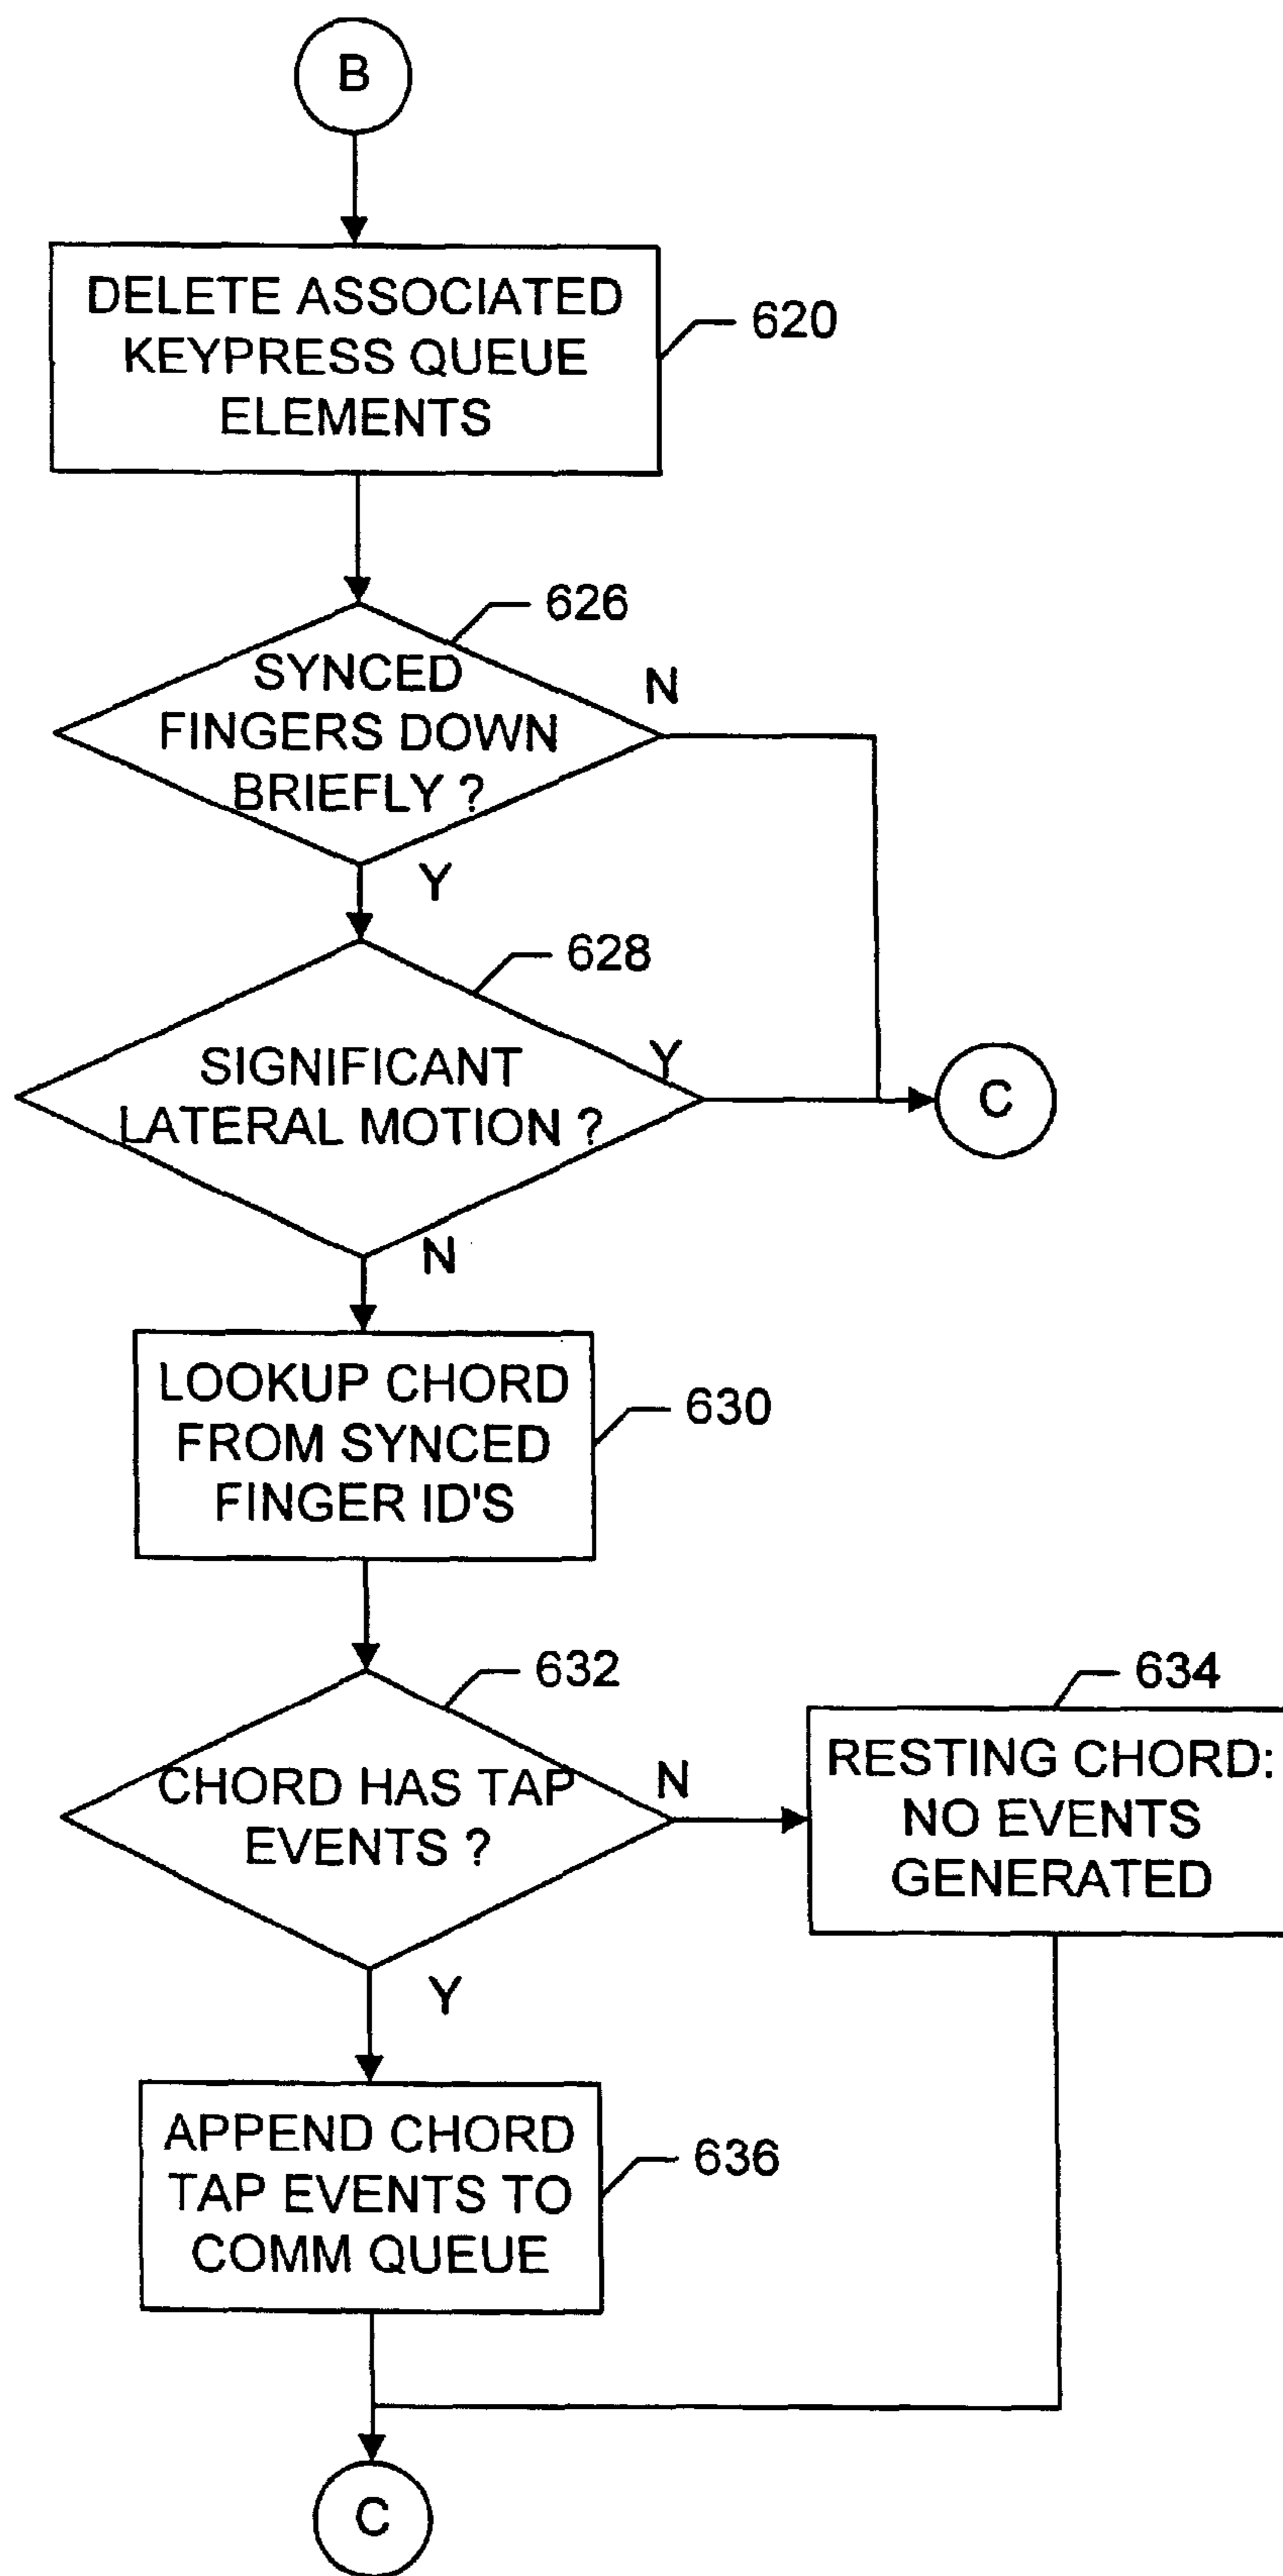 B
DELETE ASSOCIATED
KEYPRESS QUEUE
ELEMENTS
620
626
SYNCED
FINGERS DOWN
BRIEFLY ?
N
Y
628
SIGNIFICANT
LATERAL MOTION ?
Y
C
N
LOOKUP CHORD
FROM SYNCED
FINGER ID'S
630
632
CHORD HAS TAP
EVENTS ?
N
634
RESTING CHORD:
NO EVENTS
GENERATED
Y
APPEND CHORD
TAP EVENTS TO
COMM QUEUE
636
C